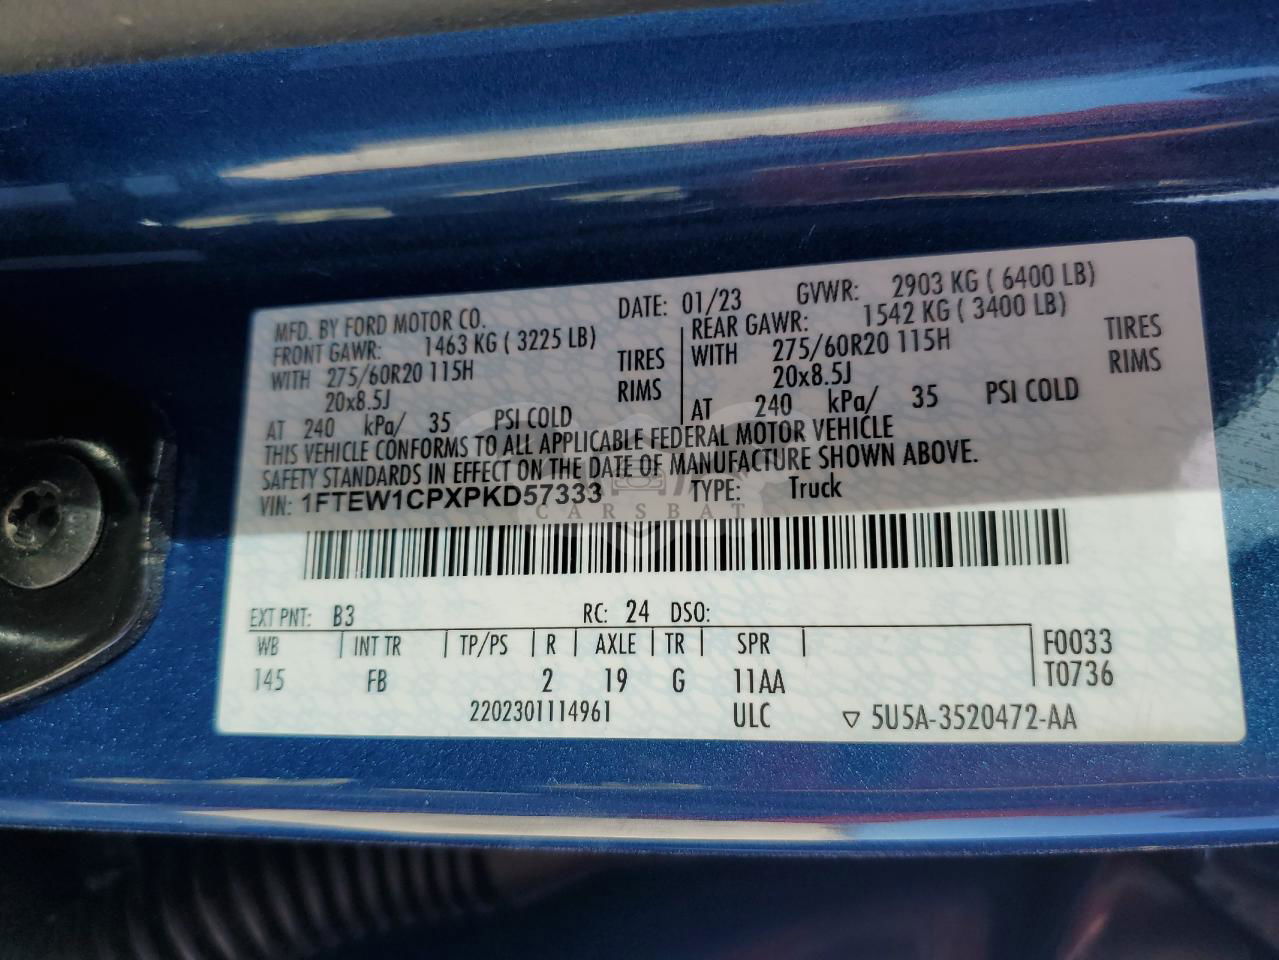 MFD. BY FORD MOTOR CO. DATE: 01/23 GVWR: 2903 KG ( 6400 LB)
FRONT GAWR: 1463 KG ( 3225 LB) REAR GAWR: 1542 KG ( 3400 LB)
WITH 275/60R20 115H TIRES WITH 275/60R20 115H TIRES
20x8.5J RIMS 20x8.5J RIMS
AT 240 kPa/ 35 PSI COLD AT 240 kPa/ 35 PSI COLD
THIS VEHICLE CONFORMS TO ALL APPLICABLE FEDERAL MOTOR VEHICLE
SAFETY STANDARDS IN EFFECT ON THE DATE OF MANUFACTURE SHOWN ABOVE.
VIN: 1FTEW1CPXPKD57333 TYPE: Truck
CARSBAT
EXT PNT: B3 RC: 24 DSO:
WB INT TR TP/PS R AXLE TR SPR F0033
145 FB 2 19 G 11AA T0736
2202301114961 ULC ▽ 5U5A-3520472-AA